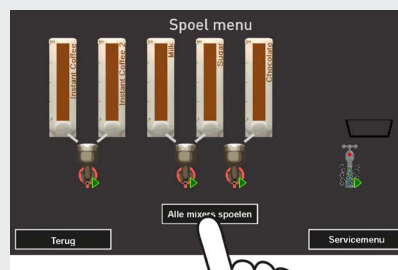 Spoel menu
Instant Coffee
Instant Coffee 2
Milk
Sugar
Chocolate
Alle mixers spoelen
Terug
Servicemenu